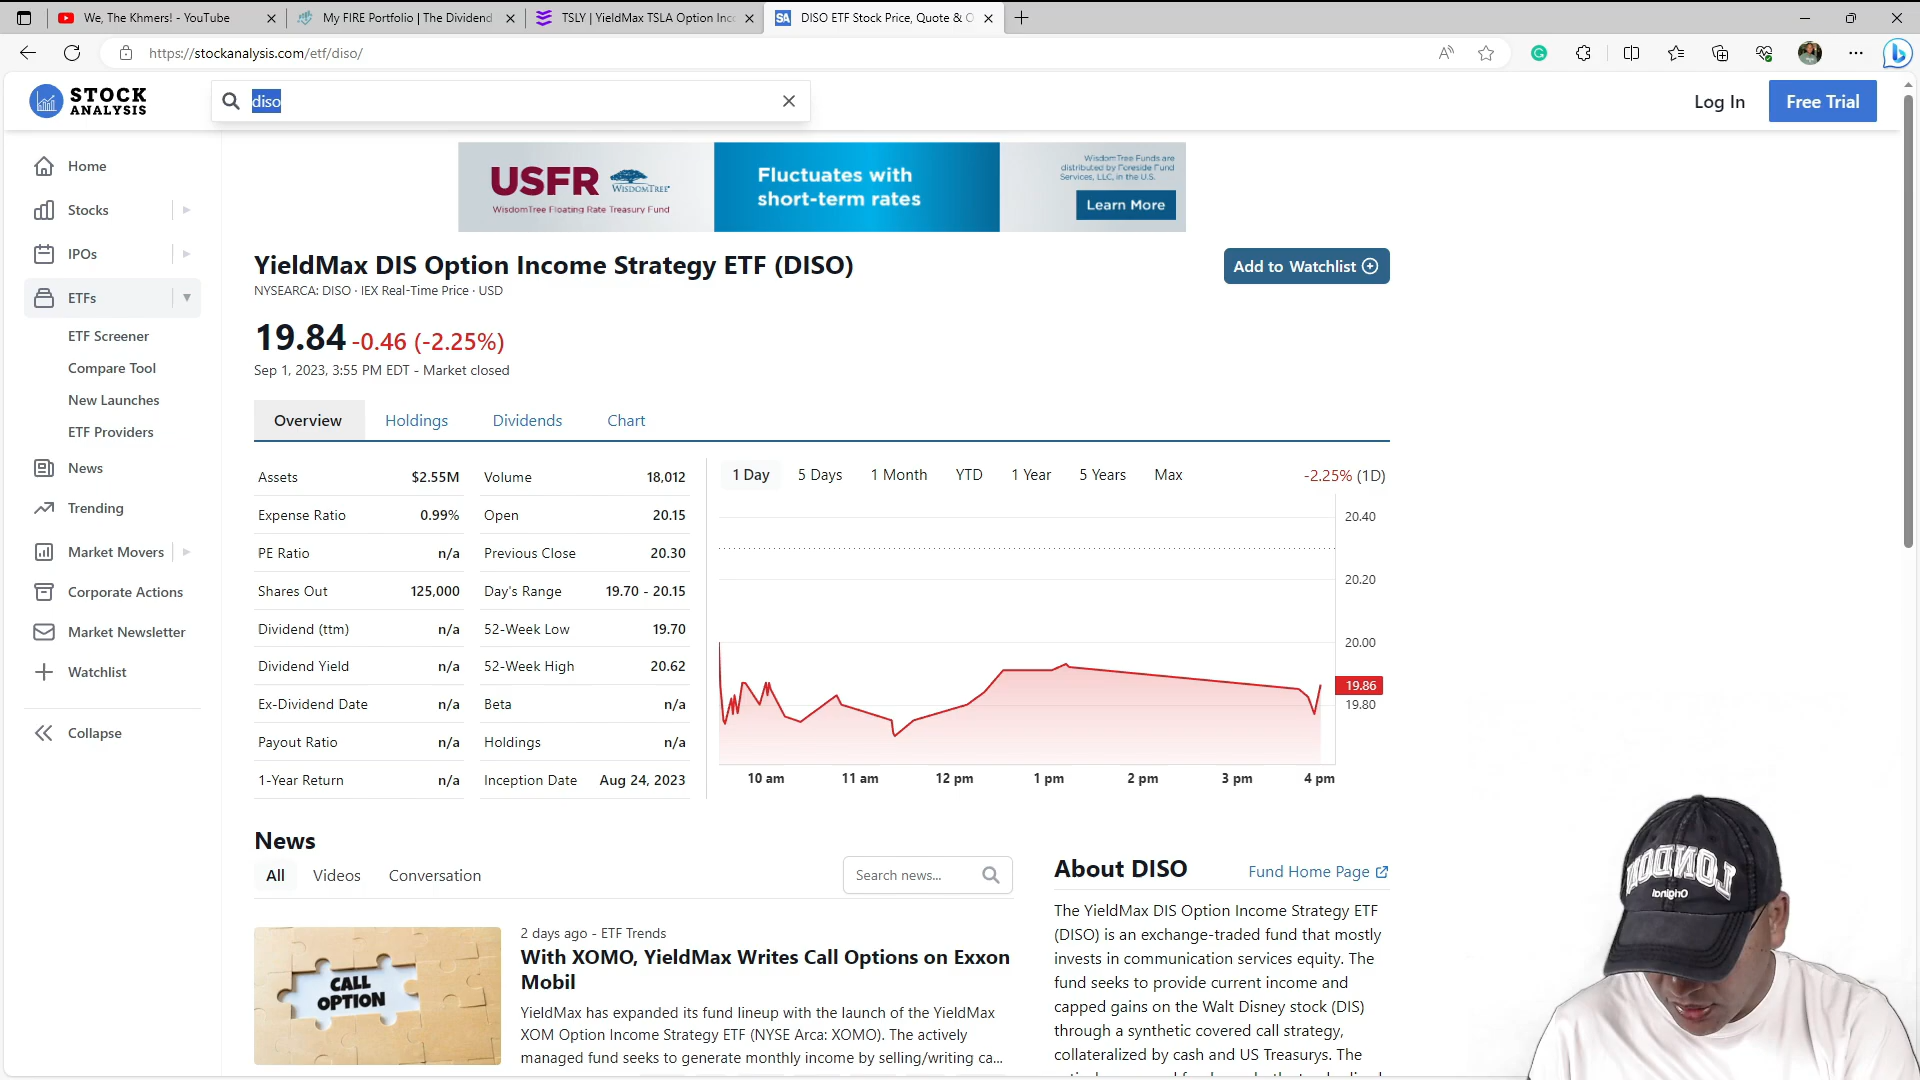 We, The Khmers! - YouTube
My FIRE Portfolio | The Dividend
TSLY | YieldMax TSLA Option Inc
DISO ETF Stock Price, Quote & O
https://stockanalysis.com/etf/diso/
STOCK
ANALYSIS
diso
Log In
Free Trial
Home
Stocks
IPOs
ETFs
ETF Screener
Compare Tool
New Launches
ETF Providers
News
Trending
Market Movers
Corporate Actions
Market Newsletter
Watchlist
Collapse
USFR
WISDOMTREE
WisdomTree Floating Rate Treasury Fund
Fluctuates with
short-term rates
WisdomTree Funds are
distributed by Foreside Fund
Services, LLC, in the U.S.
Learn More
YieldMax DIS Option Income Strategy ETF (DISO)
NYSEARCA: DISO · IEX Real-Time Price · USD
Add to Watchlist
19.84 -0.46 (-2.25%)
Sep 1, 2023, 3:55 PM EDT - Market closed
Overview Holdings Dividends Chart
Assets $2.55M Volume 18,012
Expense Ratio 0.99% Open 20.15
PE Ratio n/a Previous Close 20.30
Shares Out 125,000 Day's Range 19.70 - 20.15
Dividend (ttm) n/a 52-Week Low 19.70
Dividend Yield n/a 52-Week High 20.62
Ex-Dividend Date n/a Beta n/a
Payout Ratio n/a Holdings n/a
1-Year Return n/a Inception Date Aug 24, 2023
1 Day 5 Days 1 Month YTD 1 Year 5 Years Max -2.25% (1D)
20.40
20.20
20.00
19.86
19.80
10 am 11 am 12 pm 1 pm 2 pm 3 pm 4 pm
News
All Videos Conversation
Search news...
CALL
OPTION
2 days ago - ETF Trends
With XOMO, YieldMax Writes Call Options on Exxon
Mobil
YieldMax has expanded its fund lineup with the launch of the YieldMax
XOM Option Income Strategy ETF (NYSE Arca: XOMO). The actively
managed fund seeks to generate monthly income by selling/writing ca...
About DISO
Fund Home Page
The YieldMax DIS Option Income Strategy ETF
(DISO) is an exchange-traded fund that mostly
invests in communication services equity. The
fund seeks to provide current income and
capped gains on the Walt Disney stock (DIS)
through a synthetic covered call strategy,
collateralized by cash and US Treasurys. The
LONDON
Original